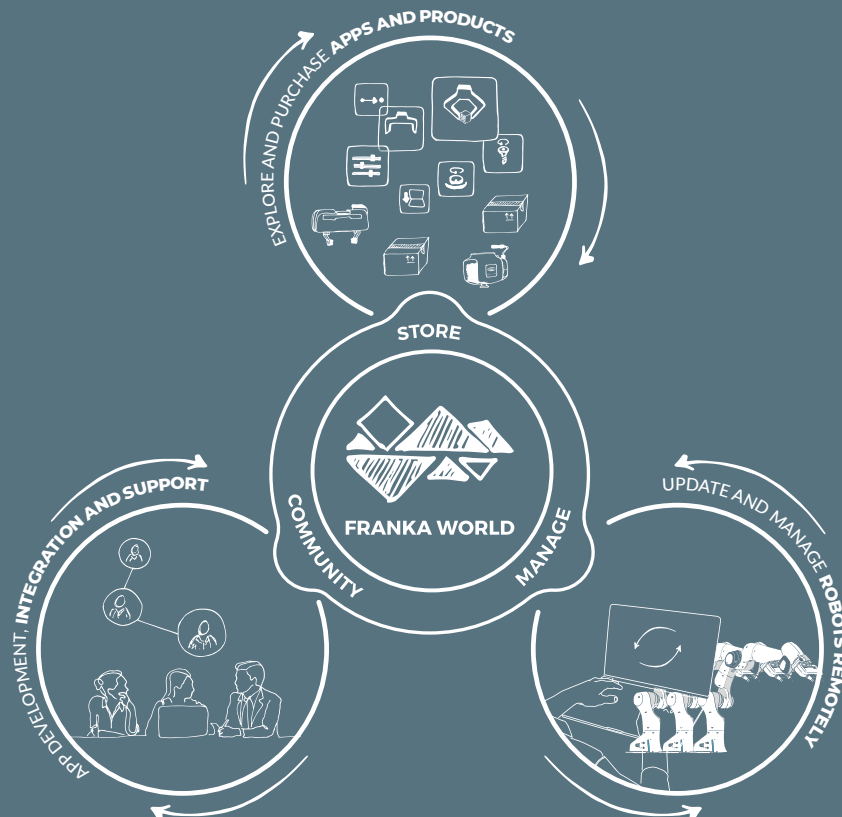 EXPLORE AND PURCHASE APPS AND PRODUCTS
STORE
FRANKA WORLD
COMMUNITY
MANAGE
APP DEVELOPMENT, INTEGRATION AND SUPPORT
UPDATE AND MANAGE ROBOTS REMOTELY